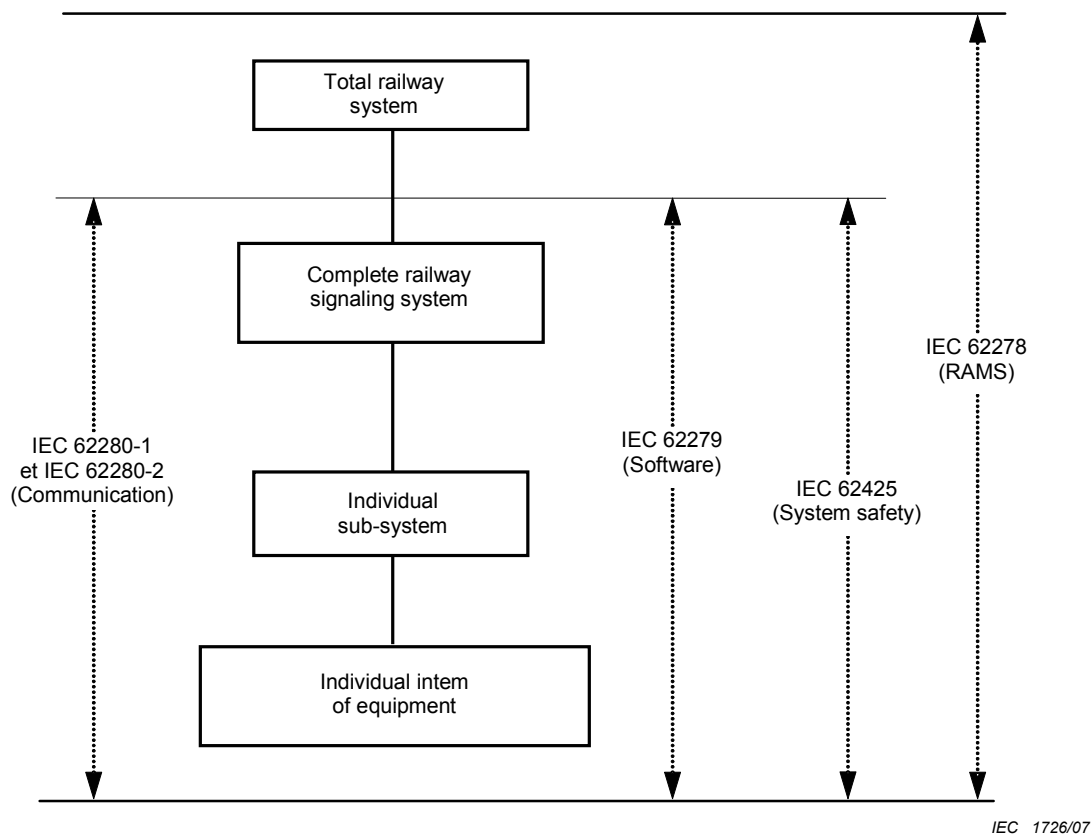 Total railway
system
Complete railway
signaling system
IEC 62278
(RAMS)
IEC 62280-1
et IEC 62280-2
(Communication)
IEC 62279
(Software)
IEC 62425
(System safety)
Individual
sub-system
Individual intem
of equipment
IEC 1726/07